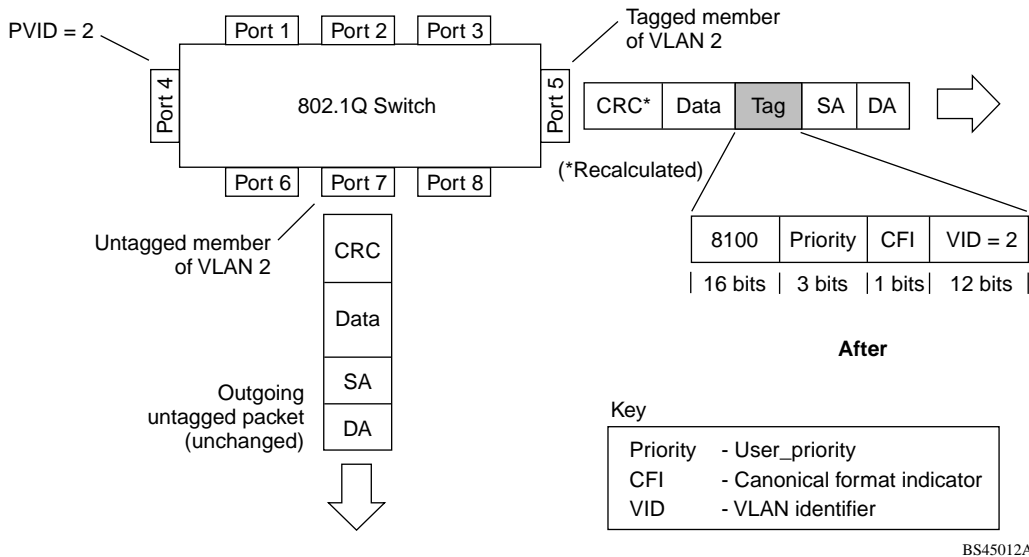 PVID = 2
Port 1
Port 2
Port 3
Tagged member
of VLAN 2
Port 4
802.1Q Switch
Port 5
CRC*
Data
Tag
SA
DA
(*Recalculated)
Port 6
Port 7
Port 8
Untagged member
of VLAN 2
8100
Priority
CFI
VID = 2
16 bits
3 bits
1 bits
12 bits
CRC
Data
SA
DA
After
Outgoing
untagged packet
(unchanged)
Key
Priority - User_priority
CFI - Canonical format indicator
VID - VLAN identifier
BS45012A